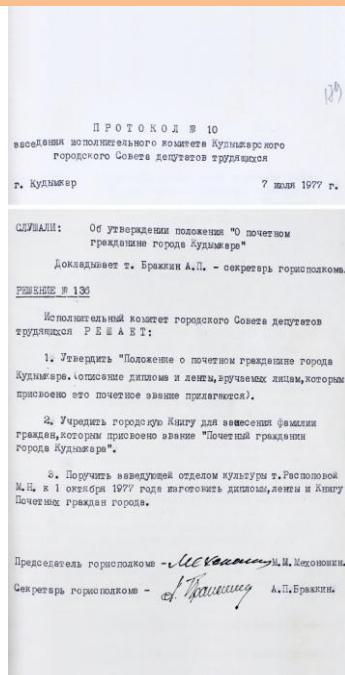 189
ПРОТОКОЛ № 10
заседания исполнительного комитета Кудымкарского
городского Совета депутатов трудящихся
г. Кудымкар 7 июля 1977 г.
СЛУШАЛИ: Об утверждении положения "О почетном
гражданине города Кудымкара"
Докладывает т. Бражкин А.П. - секретарь горисполкома.
РЕШЕНИЕ № 136
Исполнительный комитет городского Совета депутатов
трудящихся РЕШАЕТ:
1. Утвердить "Положение о почетном гражданине города
Кудымкара.(описание диплома и ленты,вручаемых лицам,которым
присвоено это почетное звание прилагаются).
2. Учредить городскую Книгу для занесения фамилии
граждан,которым присвоено звание "Почетный гражданин
города Кудымкара".
3. Поручить заведующей отделом культуры т.Распоповой
М.Н. к 1 октября 1977 года изготовить дипломы,ленты и Книгу
Почетных граждан города.
Председатель горисполкома - М.М. Мехоношин.
Секретарь горисполкома - А.П.Бражкин.